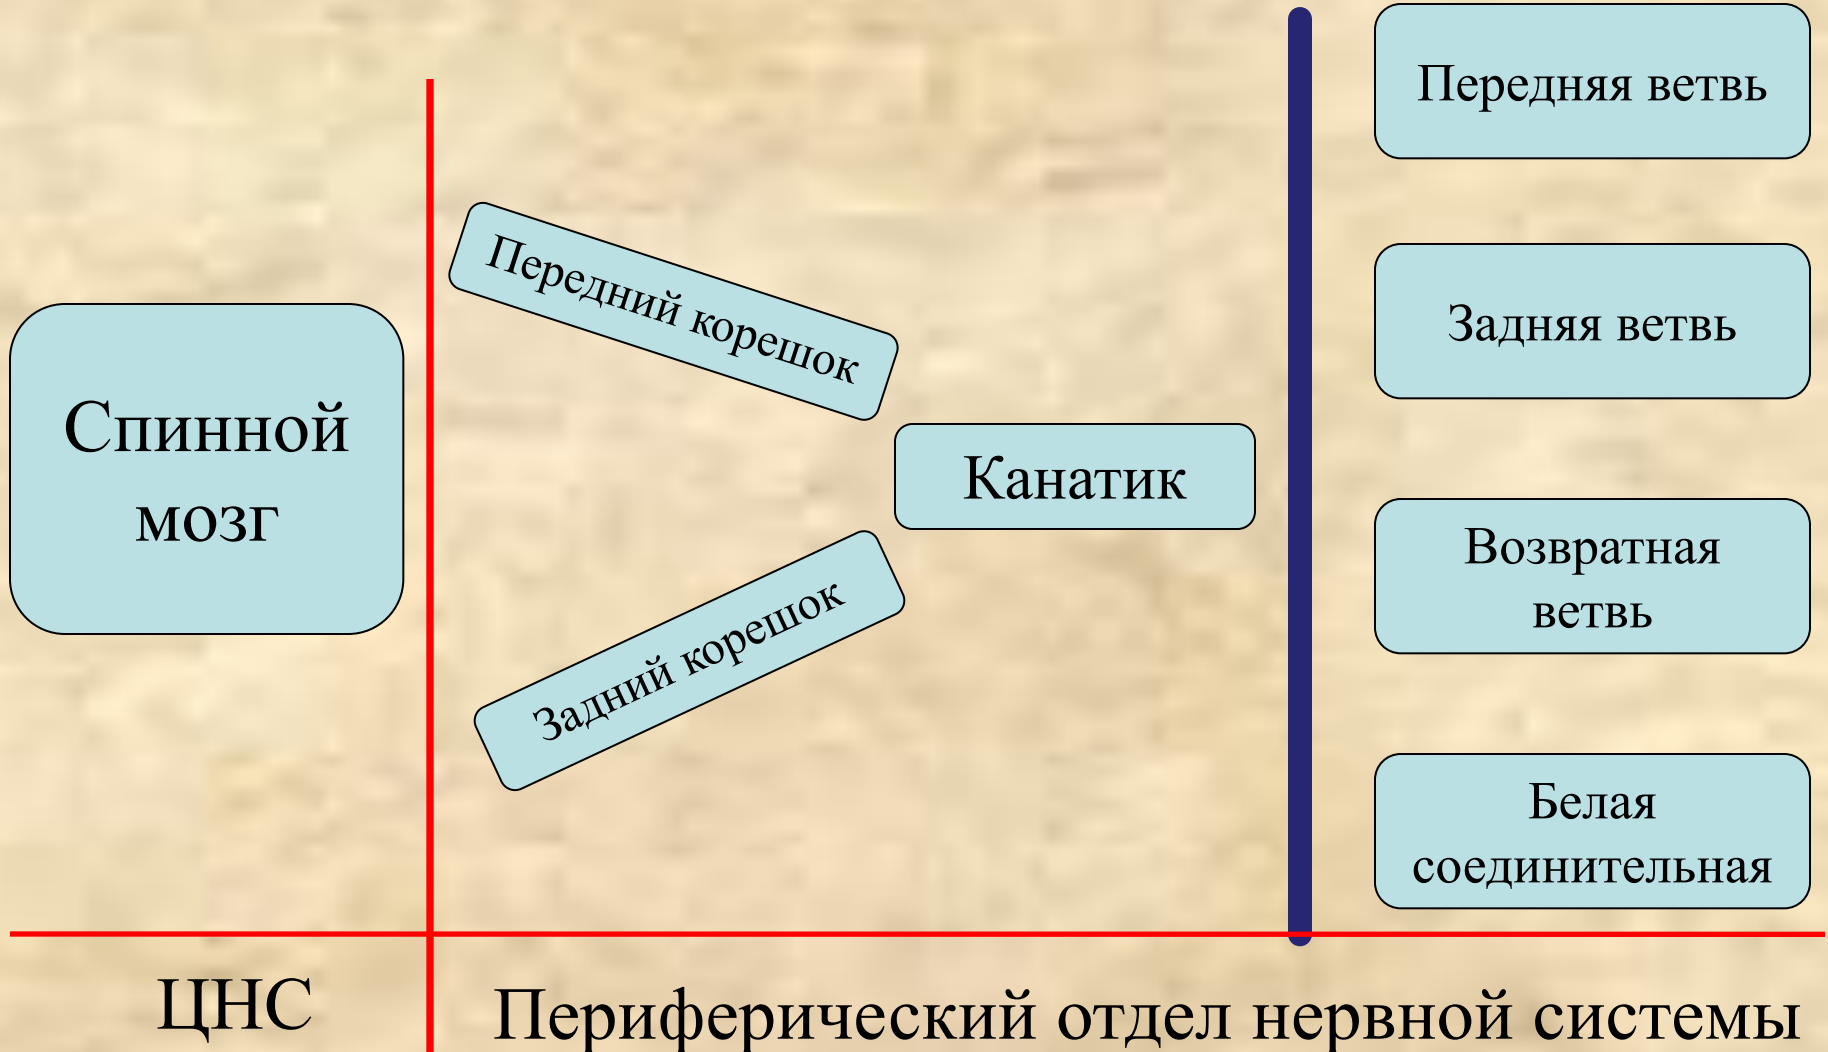 Спинной
мозг
Передний корешок
Задний корешок
Канатик
Передняя ветвь
Задняя ветвь
Возвратная
ветвь
Белая
соединительная
ЦНС
Периферический отдел нервной системы